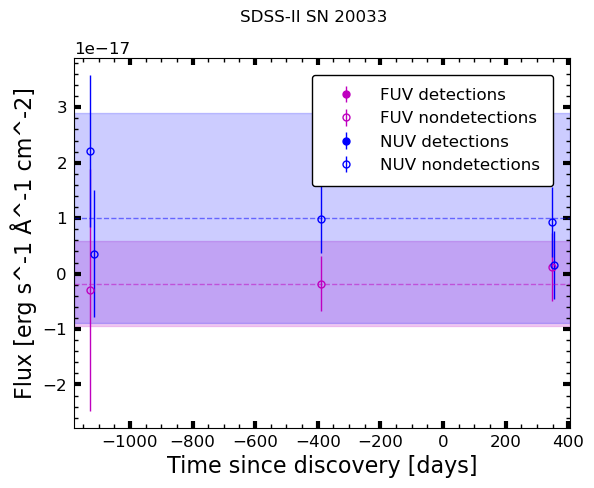 SDSS-II SN 20033
1e−17
FUV detections
FUV nondetections
NUV detections
NUV nondetections
3
2
1
0
−1
−2
Flux [erg s^-1 Å^-1 cm^-2]
−1000 −800 −600 −400 −200 0 200 400
Time since discovery [days]